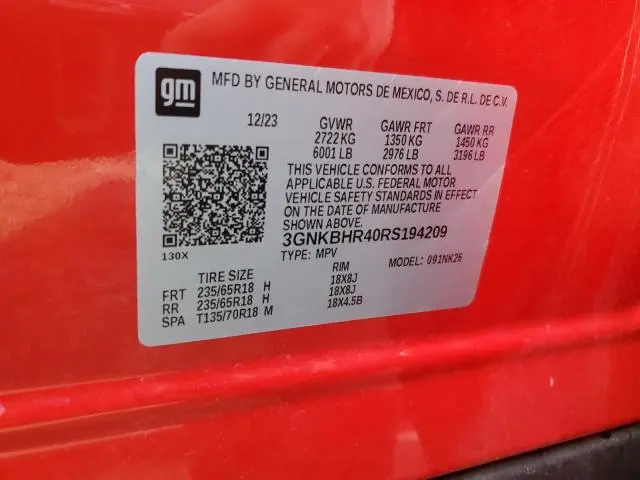 gm MFD BY GENERAL MOTORS DE MEXICO, S. DE R.L. DE C.V.
12/23 GVWR GAWR FRT GAWR RR
2722 KG 1350 KG 1450 KG
6001 LB 2976 LB 3196 LB
THIS VEHICLE CONFORMS TO ALL
APPLICABLE U.S. FEDERAL MOTOR
VEHICLE SAFETY STANDARDS IN EFFECT
ON THE DATE OF MANUFACTURE
SHOWN ABOVE.
3GNKBHR40RS194209
130X TYPE: MPV MODEL: 091NK26
TIRE SIZE RIM
FRT 235/65R18 H 18X8J
RR 235/65R18 H 18X8J
SPA T135/70R18 M 18X4.5B